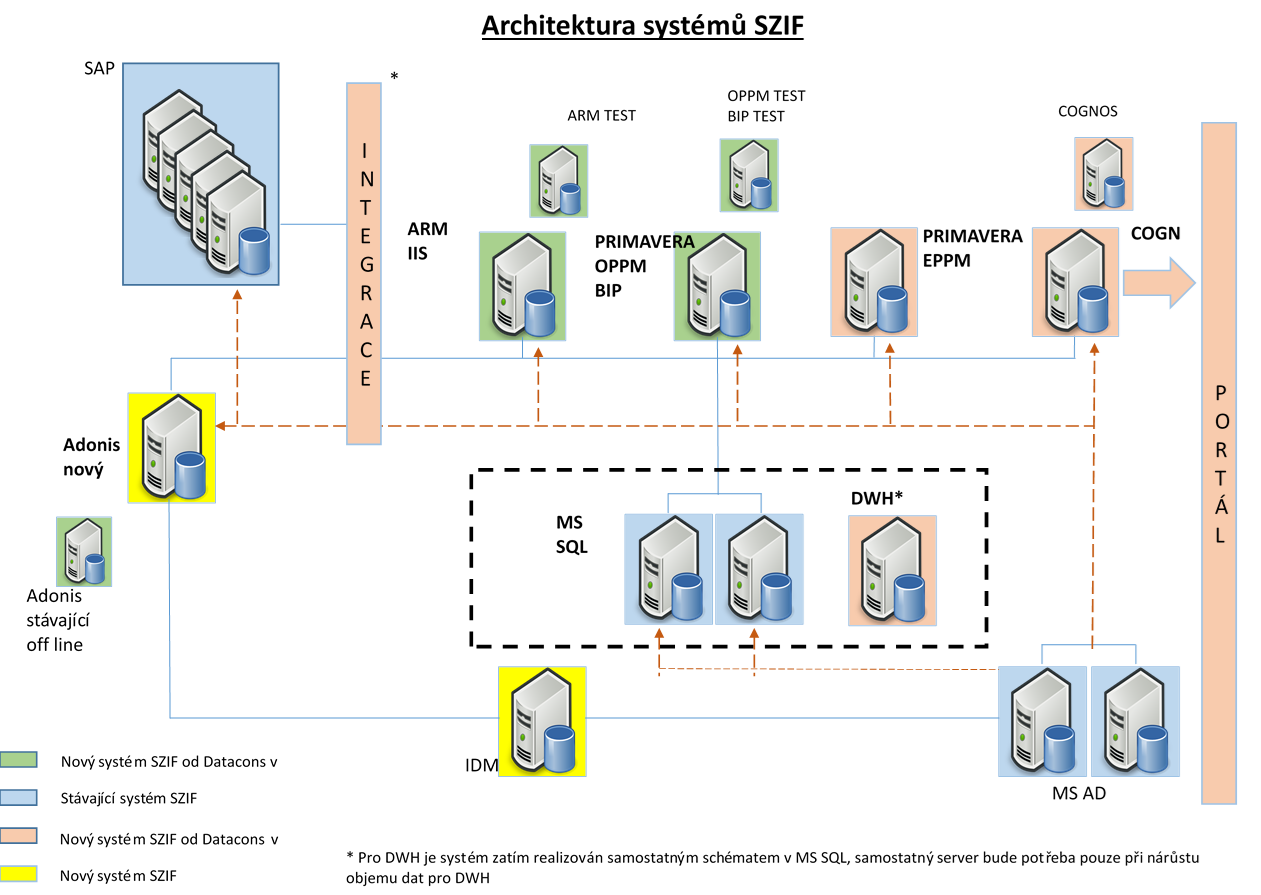 Architektura systémů SZIF
SAP
*
INTEGRACE
ARM TEST
OPPM TEST
BIP TEST
COGNOS
ARM
IIS
PRIMAVERA
OPPM
BIP
PRIMAVERA
EPPM
COGN
PORTÁL
Adonis
nový
MS
SQL
DWH*
Adonis
stávající
off line
IDM
MS AD
Nový systém SZIF od Datacons v
Stávající systém SZIF
Nový systém SZIF od Datacons v
Nový systém SZIF
* Pro DWH je systém zatím realizován samostatným schématem v MS SQL, samostatný server bude potřeba pouze při nárůstu
objemu dat pro DWH